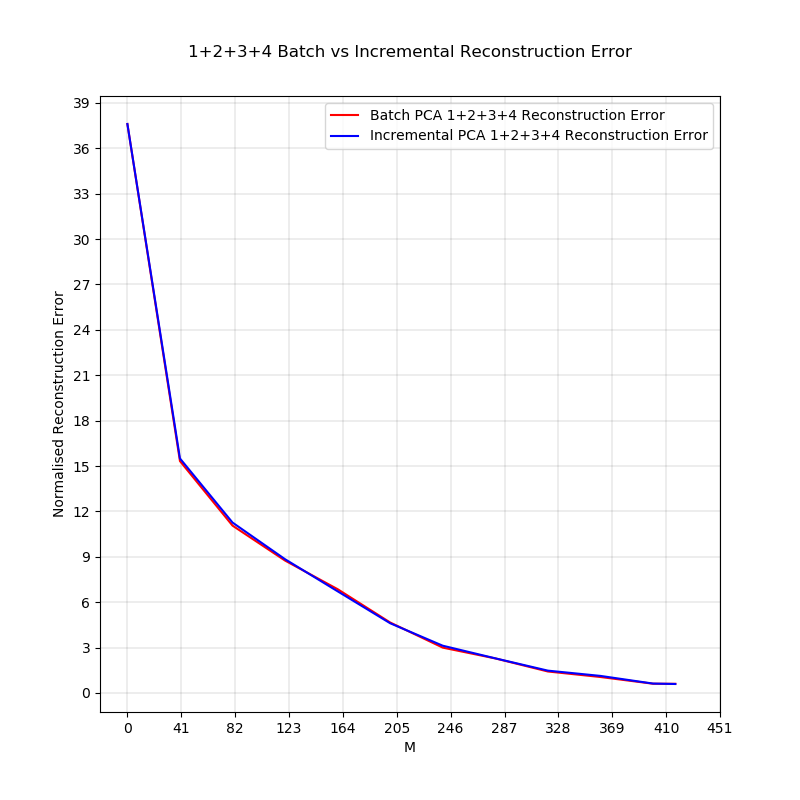 1+2+3+4 Batch vs Incremental Reconstruction Error
Batch PCA 1+2+3+4 Reconstruction Error
Incremental PCA 1+2+3+4 Reconstruction Error
Normalised Reconstruction Error
39
36
33
30
27
24
21
18
15
12
9
6
3
0
0 41 82 123 164 205 246 287 328 369 410 451
M